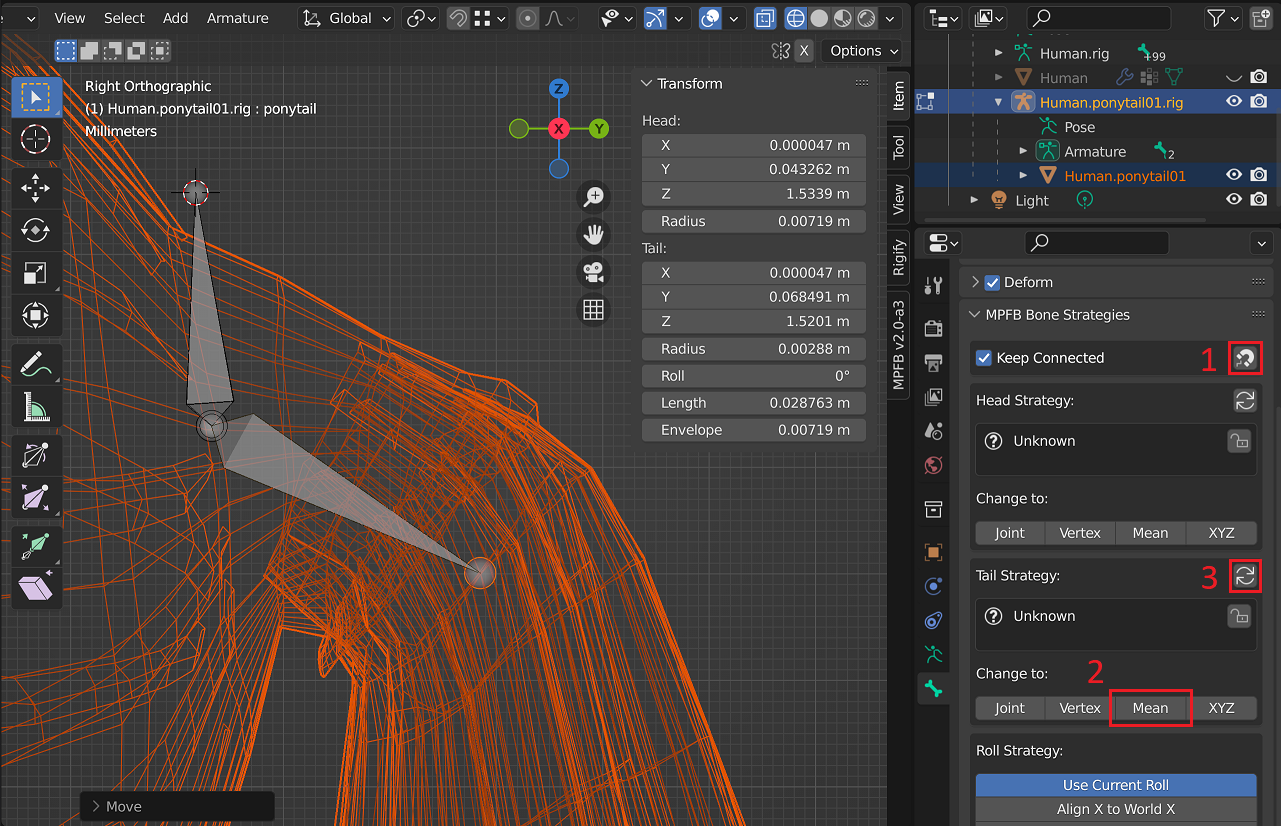 View Select Add Armature Global
X Options
Right Orthographic
(1) Human.ponytail01.rig : ponytail
Millimeters
Z
X
Y
Move
Transform
Head:
X 0.000047 m
Y 0.043262 m
Z 1.5339 m
Radius 0.00719 m
Tail:
X 0.000047 m
Y 0.068491 m
Z 1.5201 m
Radius 0.00288 m
Roll 0°
Length 0.028763 m
Envelope 0.00719 m
Item
Tool
View
Rigify
MPFB v2.0-a3
Human.rig 99
Human
Human.ponytail01.rig
Pose
Armature 2
Human.ponytail01
Light
Deform
MPFB Bone Strategies
Keep Connected 1
Head Strategy:
Unknown
Change to:
Joint Vertex Mean XYZ
Tail Strategy: 3
Unknown
Change to: 2
Joint Vertex Mean XYZ
Roll Strategy:
Use Current Roll
Align X to World X